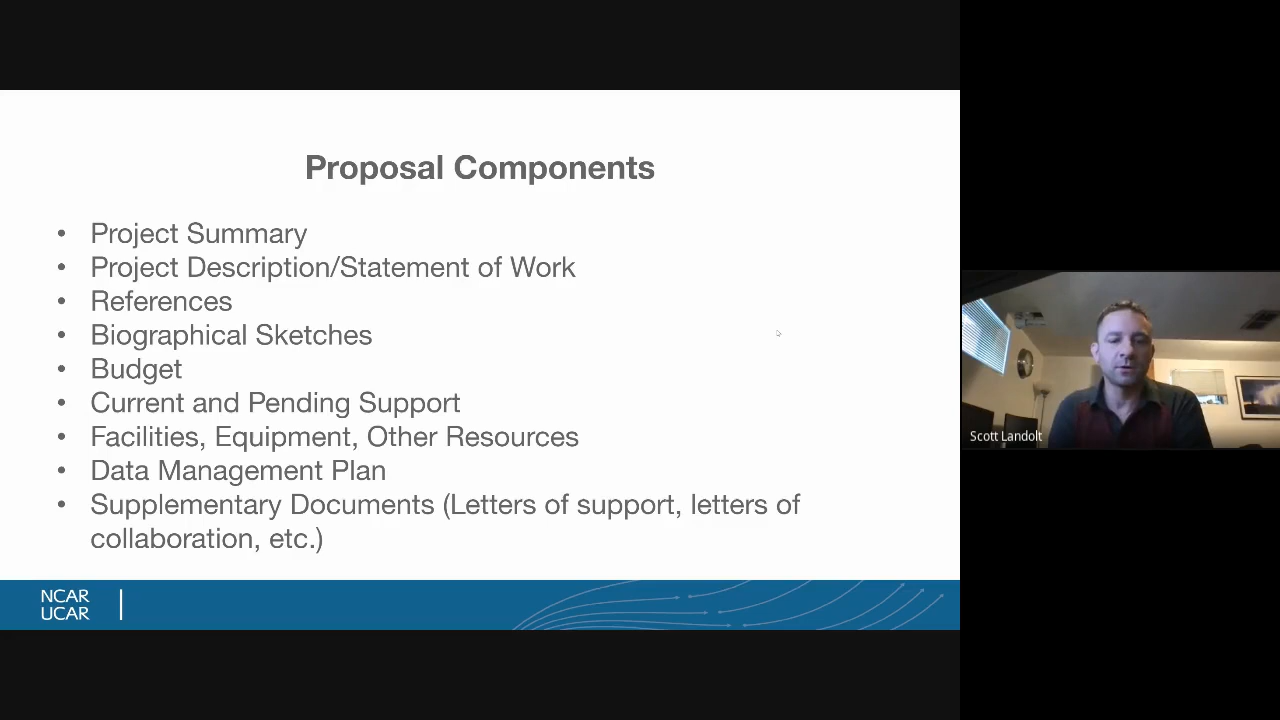 Proposal Components
• Project Summary
• Project Description/Statement of Work
• References
• Biographical Sketches
• Budget
• Current and Pending Support
• Facilities, Equipment, Other Resources
• Data Management Plan
• Supplementary Documents (Letters of support, letters of
collaboration, etc.)
NCAR
UCAR
Scott Landolt